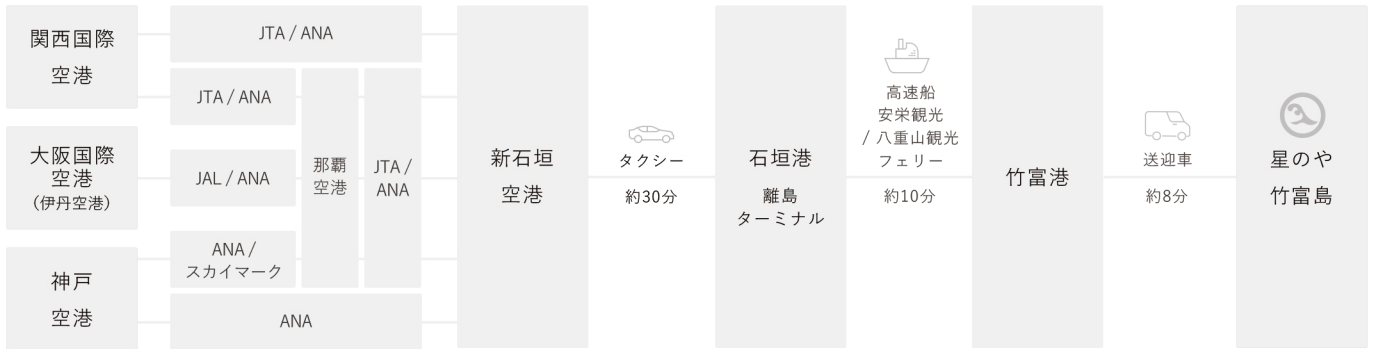 関西国際
空港
大阪国際
空港
（伊丹空港）
神戸
空港
JTA / ANA
JTA / ANA
JAL / ANA
ANA /
スカイマーク
ANA
那覇
空港
JTA /
ANA
新石垣
空港
タクシー
約30分
石垣港
離島
ターミナル
高速船
安栄観光
/ 八重山観光
フェリー
約10分
竹富港
送迎車
約8分
星のや
竹富島